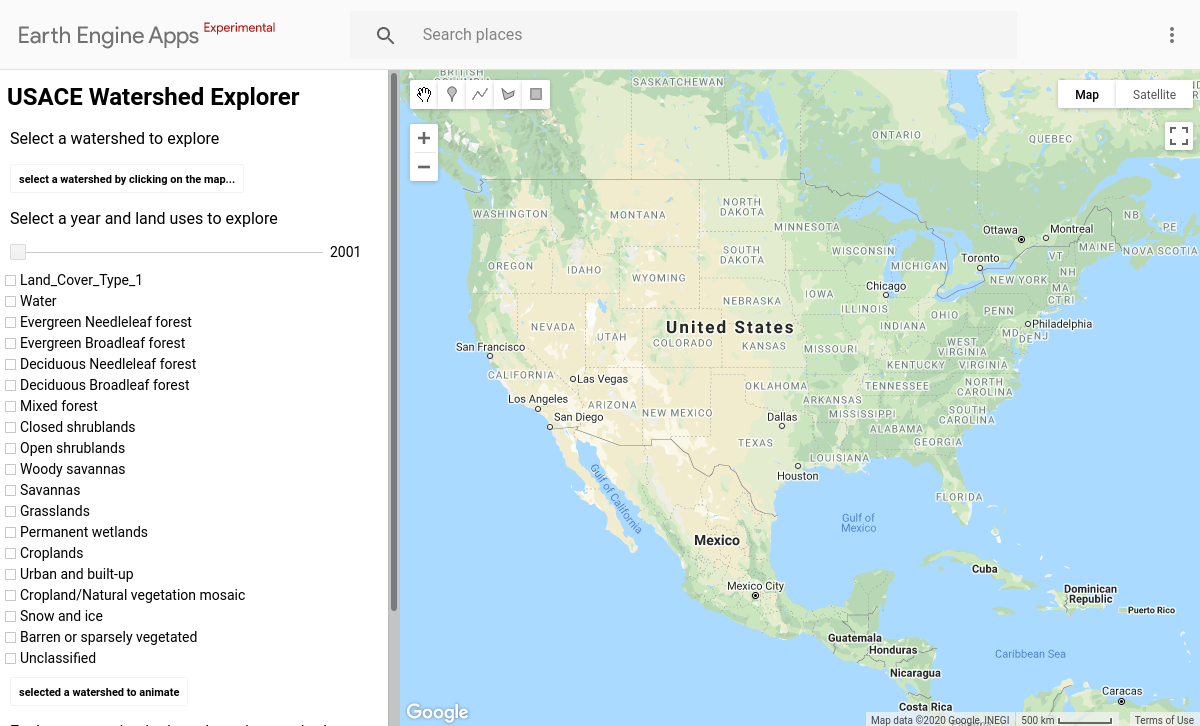 Earth Engine Apps Experimental
Search places
USACE Watershed Explorer
Select a watershed to explore
select a watershed by clicking on the map...
Select a year and land uses to explore
2001
Land_Cover_Type_1
Water
Evergreen Needleleaf forest
Evergreen Broadleaf forest
Deciduous Needleleaf forest
Deciduous Broadleaf forest
Mixed forest
Closed shrublands
Open shrublands
Woody savannas
Savannas
Grasslands
Permanent wetlands
Croplands
Urban and built-up
Cropland/Natural vegetation mosaic
Snow and ice
Barren or sparsely vegetated
Unclassified
selected a watershed to animate
Map
Satellite
BRITISH
SASKATCHEWAN
ONTARIO
QUEBEC
WASHINGTON
MONTANA
NORTH
DAKOTA
MINNESOTA
Ottawa
Montreal
NB
PE
MAINE
NOVA SCOTIA
OREGON
IDAHO
WYOMING
SOUTH
DAKOTA
WISCONSIN
MICHIGAN
Toronto
VT
NH
NEW YORK
MA
CT
RI
Chicago
IOWA
NEBRASKA
ILLINOIS
INDIANA
OHIO
PENN
Philadelphia
MD
DE
NJ
NEVADA
UTAH
United States
COLORADO
KANSAS
MISSOURI
WEST
VIRGINIA
KENTUCKY
VIRGINIA
San Francisco
CALIFORNIA
Las Vegas
Los Angeles
San Diego
ARIZONA
NEW MEXICO
OKLAHOMA
ARKANSAS
TENNESSEE
NORTH
CAROLINA
SOUTH
CAROLINA
MISSISSIPPI
ALABAMA
GEORGIA
Dallas
TEXAS
LOUISIANA
Houston
FLORIDA
Gulf of California
Gulf of
Mexico
Mexico
Mexico City
Cuba
Dominican
Republic
Puerto Rico
Guatemala
Honduras
Nicaragua
Caribbean Sea
Costa Rica
Caracas
Google
Map data ©2020 Google, INEGI
500 km
Terms of Use